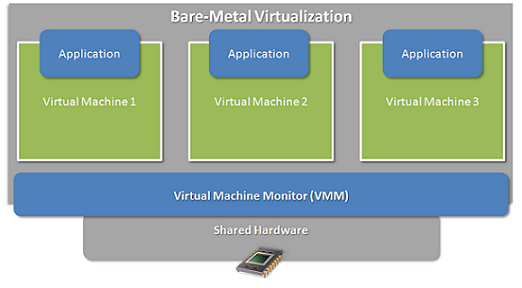 Bare-Metal Virtualization
Application
Application
Application
Virtual Machine 1
Virtual Machine 2
Virtual Machine 3
Virtual Machine Monitor (VMM)
Shared Hardware